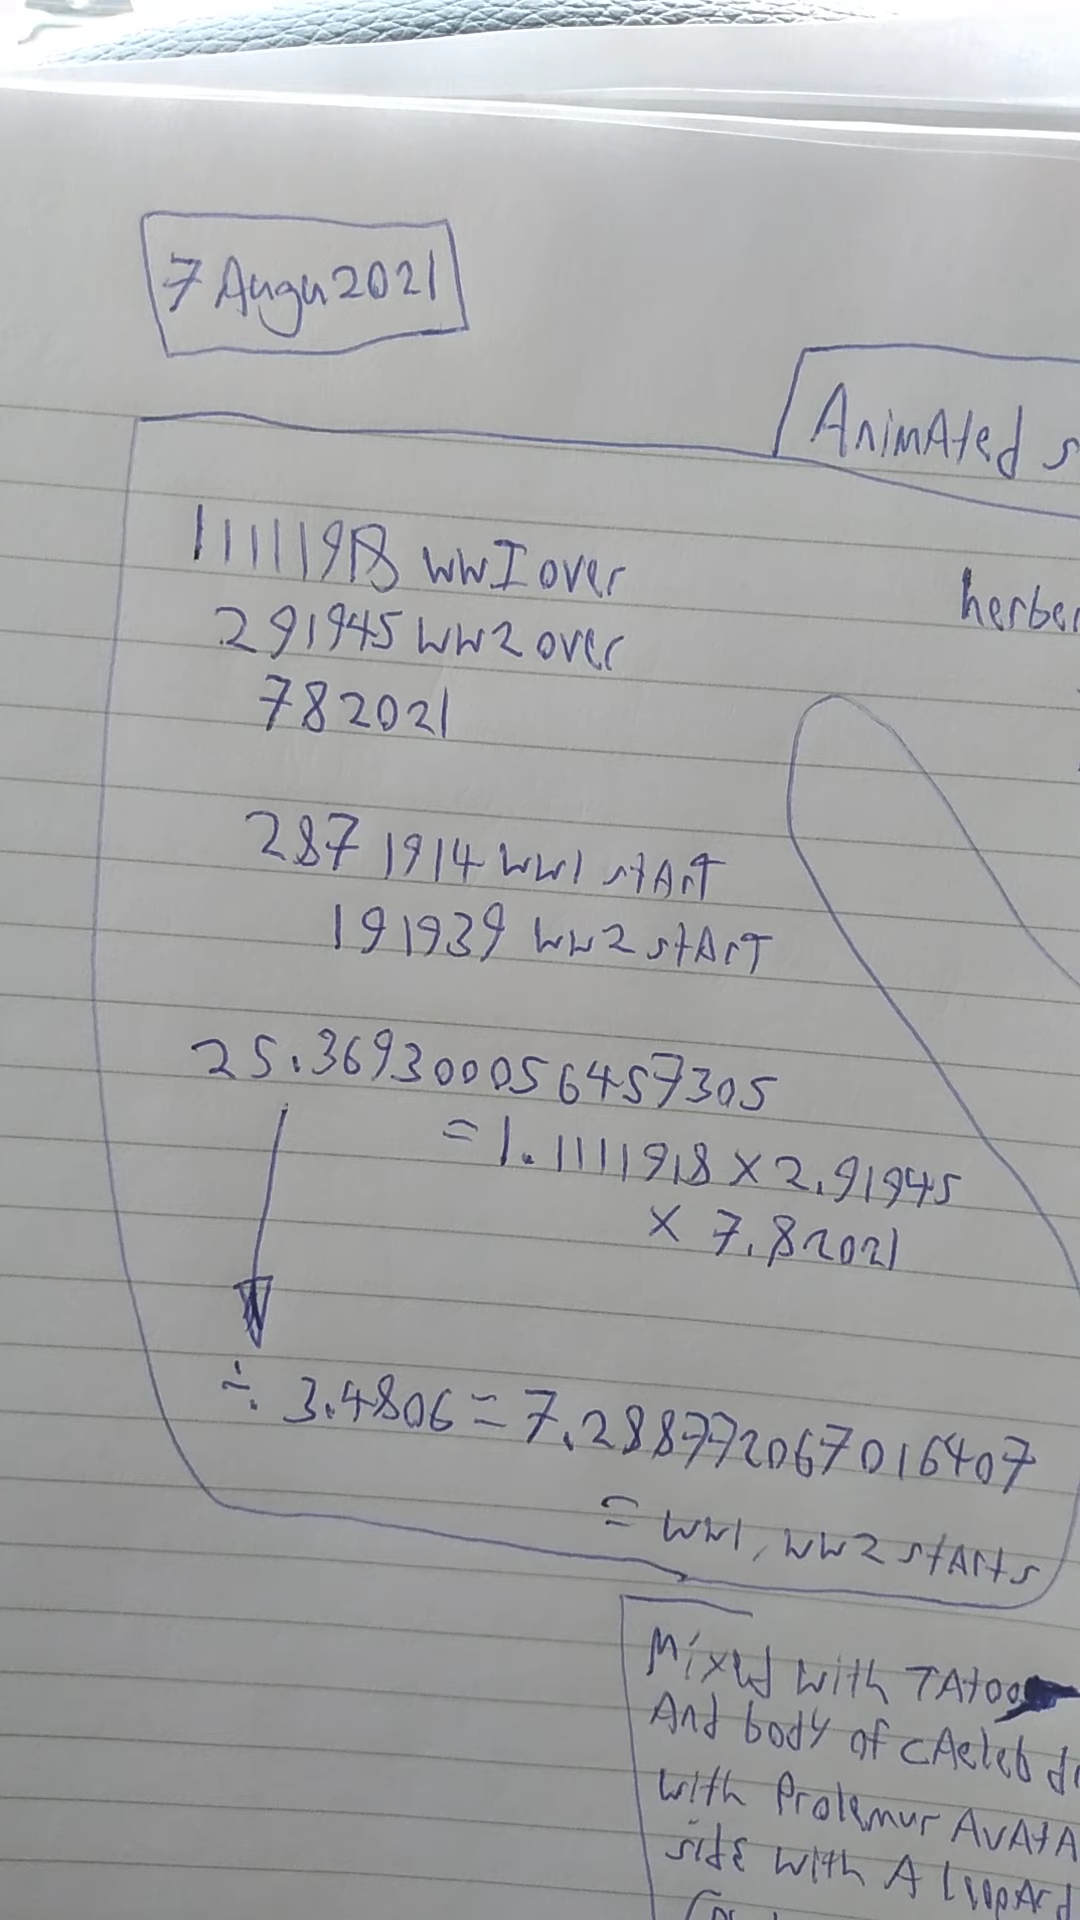 7 Augu 2021
Animated s
11111918 WWI over
herber
291945 WW2 over
782021
2871914 WW1 start
191939 WW2 start
25.369300056457305
= 1.1111918 x 2.91945
x 7.82021
÷ 3.4806 = 7.288772067016407
= WW1, WW2 starts
Mixed with TAtoo
And body of cAeleb
with Prolemur AvAtA
side with A